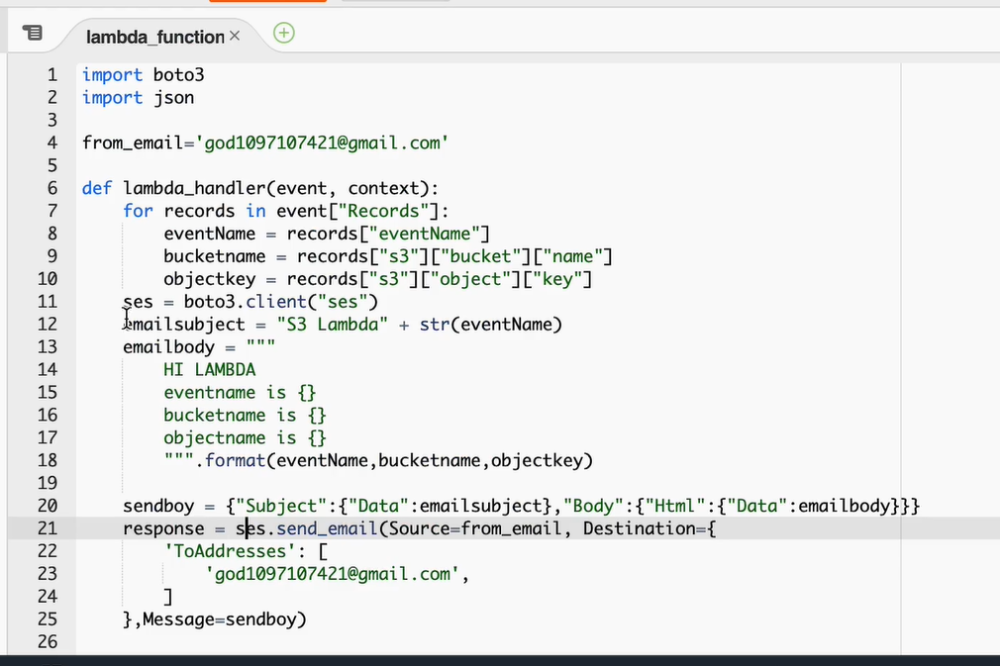 lambda_function ×
1 import boto3
2 import json
3
4 from_email='god1097107421@gmail.com'
5
6 def lambda_handler(event, context):
7     for records in event["Records"]:
8         eventName = records["eventName"]
9         bucketname = records["s3"]["bucket"]["name"]
10         objectkey = records["s3"]["object"]["key"]
11     ses = boto3.client("ses")
12     emailsubject = "S3 Lambda" + str(eventName)
13     emailbody = """
14         HI LAMBDA
15         eventname is {}
16         bucketname is {}
17         objectname is {}
18         """.format(eventName,bucketname,objectkey)
19
20     sendboy = {"Subject":{"Data":emailsubject},"Body":{"Html":{"Data":emailbody}}}
21     response = ses.send_email(Source=from_email, Destination={
22         'ToAddresses': [
23             'god1097107421@gmail.com',
24         ]
25     },Message=sendboy)
26